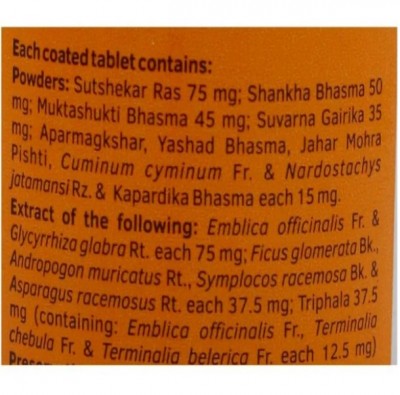 Each coated tablet contains:
Powders: Sutshekar Ras 75 mg; Shankha Bhasma 50
mg; Muktashukti Bhasma 45 mg; Suvarna Gairika 35
mg; Aparmagkshar, Yashad Bhasma, Jahar Mohra
Pishti, Cuminum cyminum Fr. & Nardostachys
jatamansi Rz. & Kapardika Bhasma each 15 mg.
Extract of the following: Emblica officinalis Fr. &
Glycyrrhiza glabra Rt. each 75 mg; Ficus glomerata Bk.,
Andropogon muricatus Rt., Symplocos racemosa Bk. &
Asparagus racemosus Rt. each 37.5 mg; Triphala 37.5
mg (containing: Emblica officinalis Fr., Terminalia
chebula Fr. & Terminalia belerica Fr. each 12.5 mg)